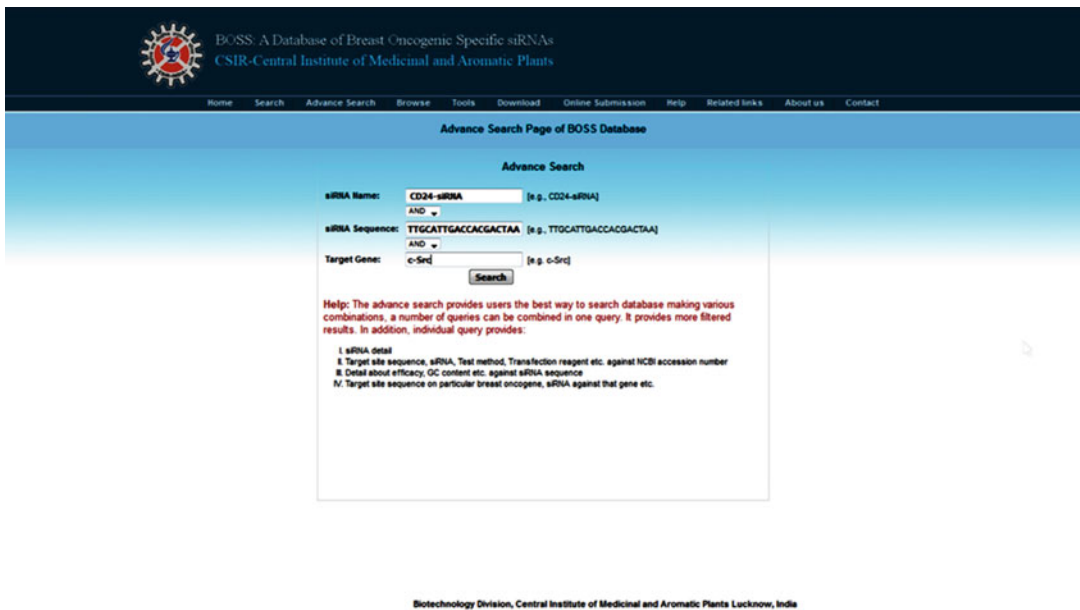 BOSS: A Database of Breast Oncogenic Specific siRNAs
CSIR-Central Institute of Medicinal and Aromatic Plants
Home Search Advance Search Browse Tools Download Online Submission Help Related links About us Contact
Advance Search Page of BOSS Database
Advance Search
siRNA Name: CD24-siRNA [e.g., CD24-siRNA]
AND
siRNA Sequence: TTGCATTGACCACGACTAA [e.g., TTGCATTGACCACGACTAA]
AND
Target Gene: c-Src [e.g. c-Src]
Search
Help: The advance search provides users the best way to search database making various
combinations, a number of queries can be combined in one query. It provides more filtered
results. In addition, individual query provides:
I. siRNA detail
II. Target site sequence, siRNA, Test method, Transfection reagent etc. against NCBI accession number
III. Detail about efficacy, GC content etc. against siRNA sequence
IV. Target site sequence on particular breast oncogene, siRNA against that gene etc.
Biotechnology Division, Central Institute of Medicinal and Aromatic Plants Lucknow, India